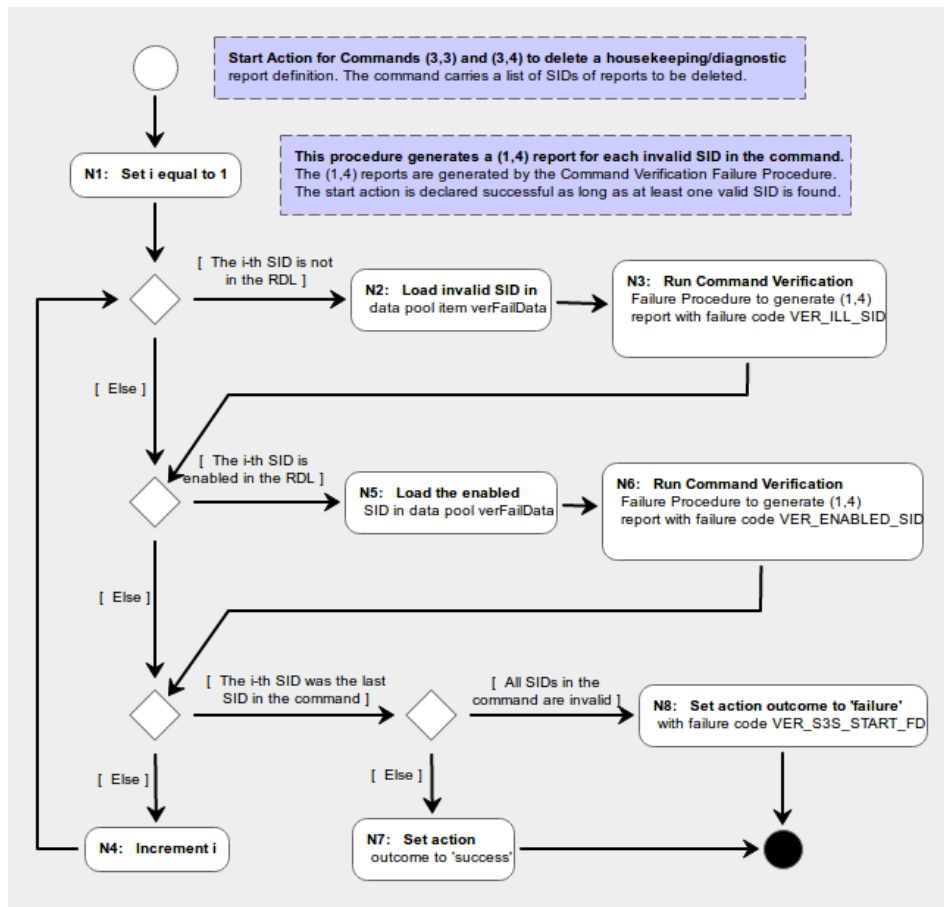 Start Action for Commands (3,3) and (3,4) to delete a housekeeping/diagnostic
report definition. The command carries a list of SIDs of reports to be deleted.
This procedure generates a (1,4) report for each invalid SID in the command.
The (1,4) reports are generated by the Command Verification Failure Procedure.
The start action is declared successful as long as at least one valid SID is found.
N1: Set i equal to 1
[ The i-th SID is not
in the RDL ]
N2: Load invalid SID in
data pool item verFailData
N3: Run Command Verification
Failure Procedure to generate (1,4)
report with failure code VER_ILL_SID
[ Else ]
[ The i-th SID is
enabled in the RDL ]
N5: Load the enabled
SID in data pool verFailData
N6: Run Command Verification
Failure Procedure to generate (1,4)
report with failure code VER_ENABLED_SID
[ Else ]
[ The i-th SID was the last
SID in the command ]
[ All SIDs in the
command are invalid ]
N8: Set action outcome to 'failure'
with failure code VER_S3S_START_FD
[ Else ]
[ Else ]
N4: Increment i
N7: Set action
outcome to 'success'